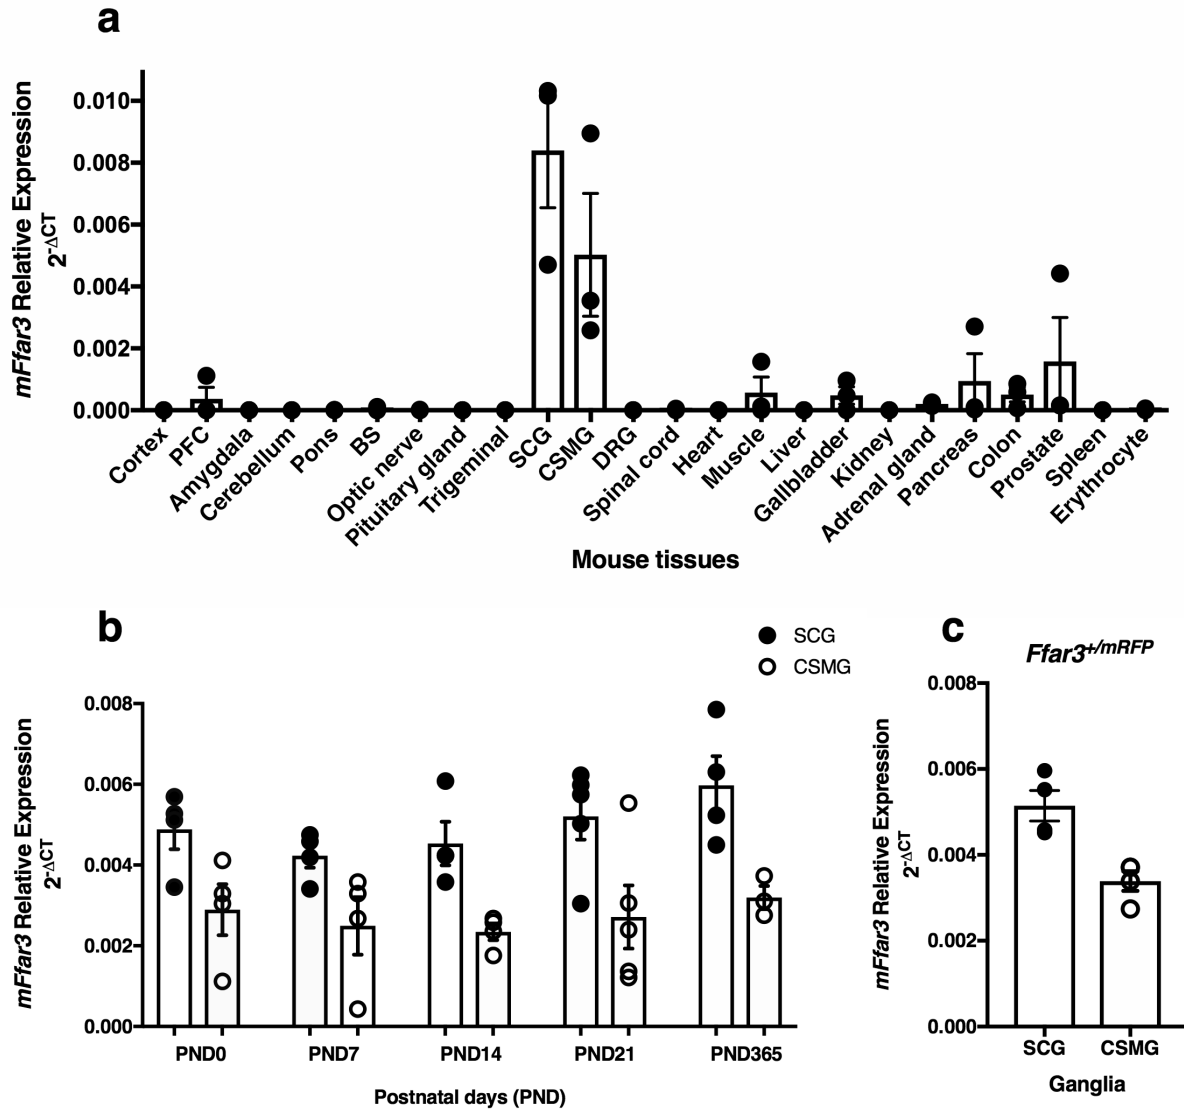 a
mFfar3 Relative Expression
2-ΔCT
0.010
0.008
0.006
0.004
0.002
0.000
Cortex
PFC
Amygdala
Cerebellum
Pons
BS
Optic nerve
Pituitary gland
Trigeminal
SCG
CSMG
DRG
Spinal cord
Heart
Muscle
Liver
Gallbladder
Kidney
Adrenal gland
Pancreas
Colon
Prostate
Spleen
Erythrocyte
Mouse tissues
b
SCG
CSMG
mFfar3 Relative Expression
2-ΔCT
0.008
0.006
0.004
0.002
0.000
PND0
PND7
PND14
PND21
PND365
Postnatal days (PND)
c
Ffar3+/mRFP
mFfar3 Relative Expression
2-ΔCT
0.008
0.006
0.004
0.002
0.000
SCG
CSMG
Ganglia